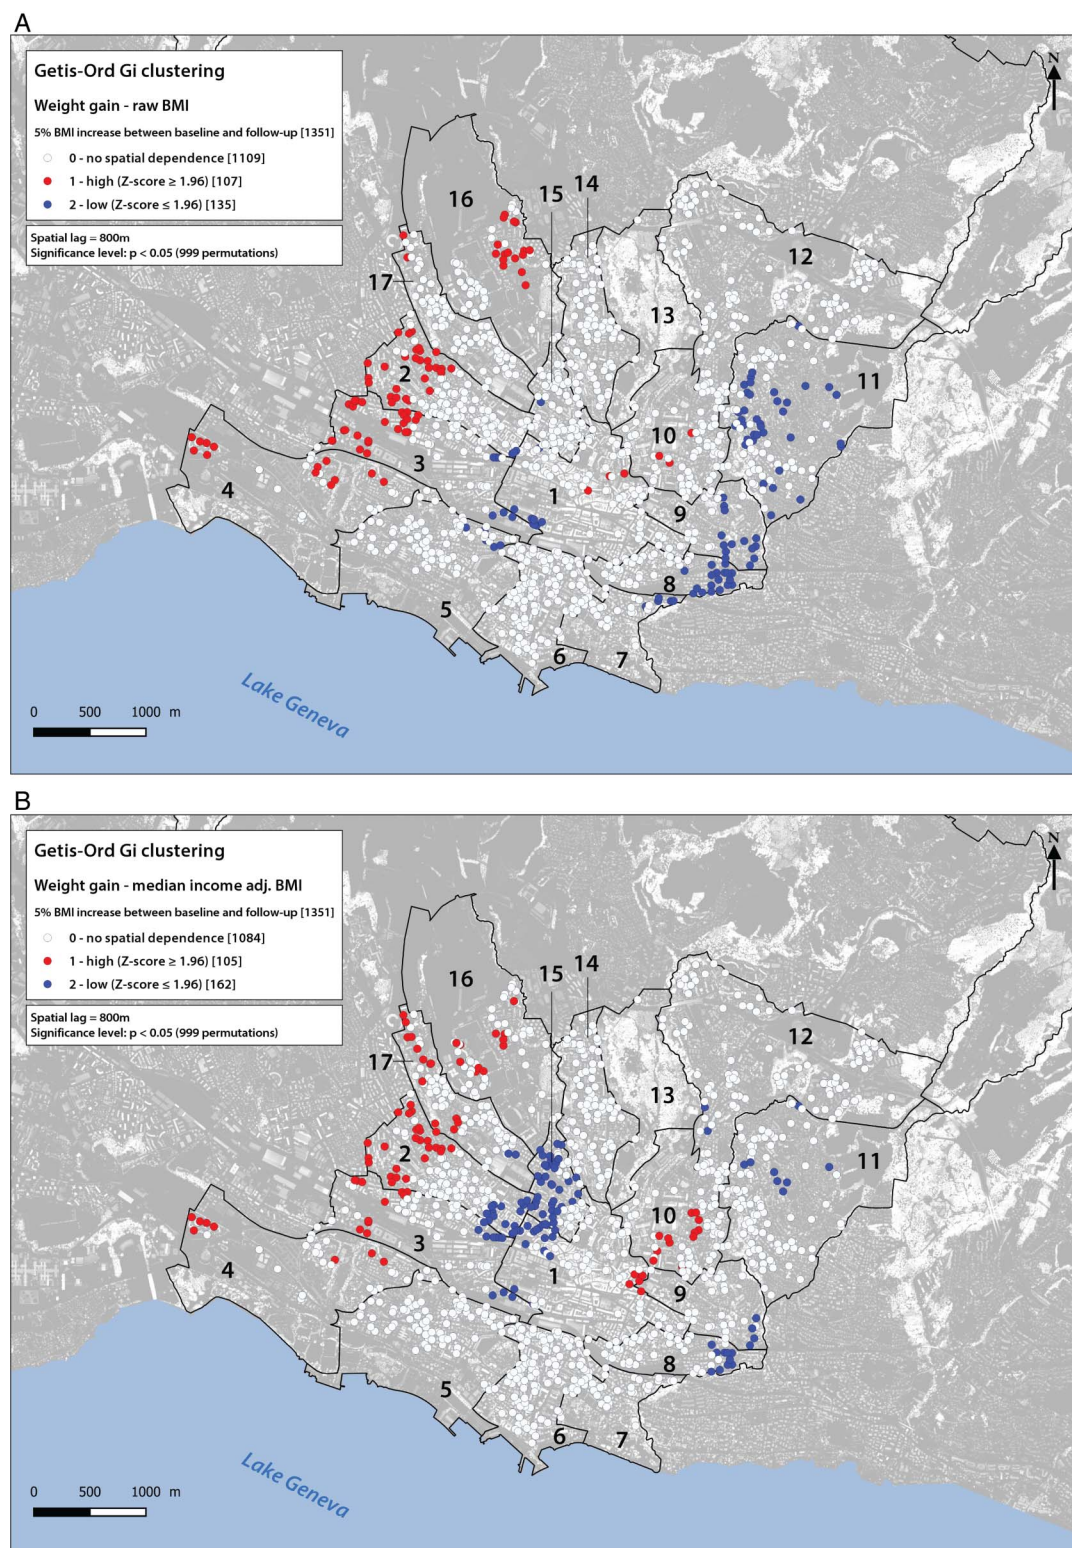 A
Getis-Ord Gi clustering
Weight gain - raw BMI
5% BMI increase between baseline and follow-up [1351]
0 - no spatial dependence [1109]
1 - high (Z-score ≥ 1.96) [107]
2 - low (Z-score ≤ 1.96) [135]
Spatial lag = 800m
Significance level: p < 0.05 (999 permutations)
N
16
15
14
12
17
13
2
11
10
3
4
1
9
8
5
6
7
Lake Geneva
0 500 1000 m
B
Getis-Ord Gi clustering
Weight gain - median income adj. BMI
5% BMI increase between baseline and follow-up [1351]
0 - no spatial dependence [1084]
1 - high (Z-score ≥ 1.96) [105]
2 - low (Z-score ≤ 1.96) [162]
Spatial lag = 800m
Significance level: p < 0.05 (999 permutations)
N
16
15
14
12
17
13
2
11
10
3
4
1
9
8
5
6
7
Lake Geneva
0 500 1000 m